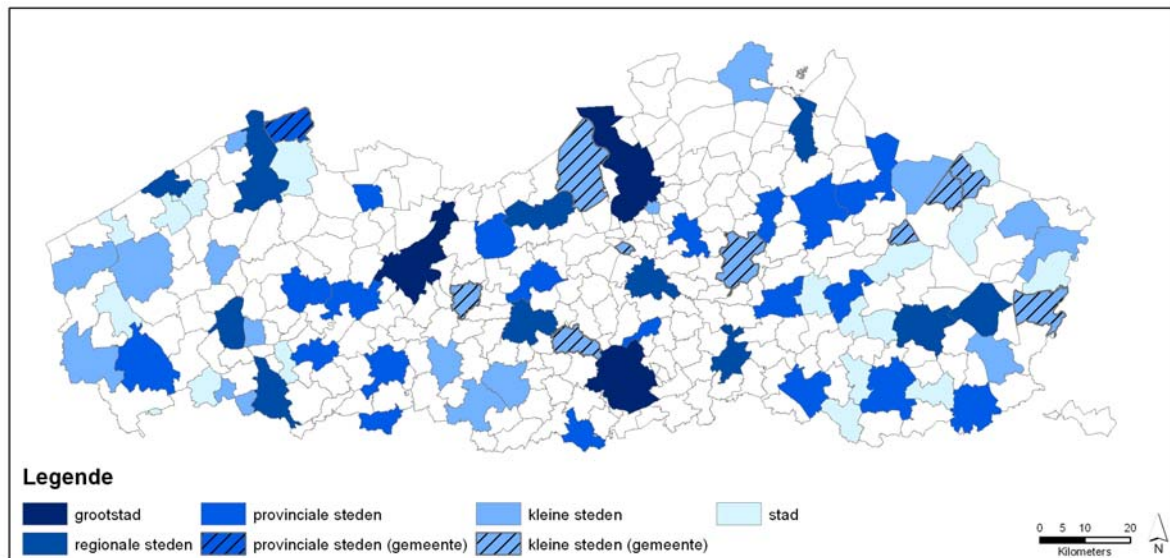 Legende
grootstad
provinciale steden
kleine steden
stad
regionale steden
provinciale steden (gemeente)
kleine steden (gemeente)
0 5 10 20
Kilometers
N